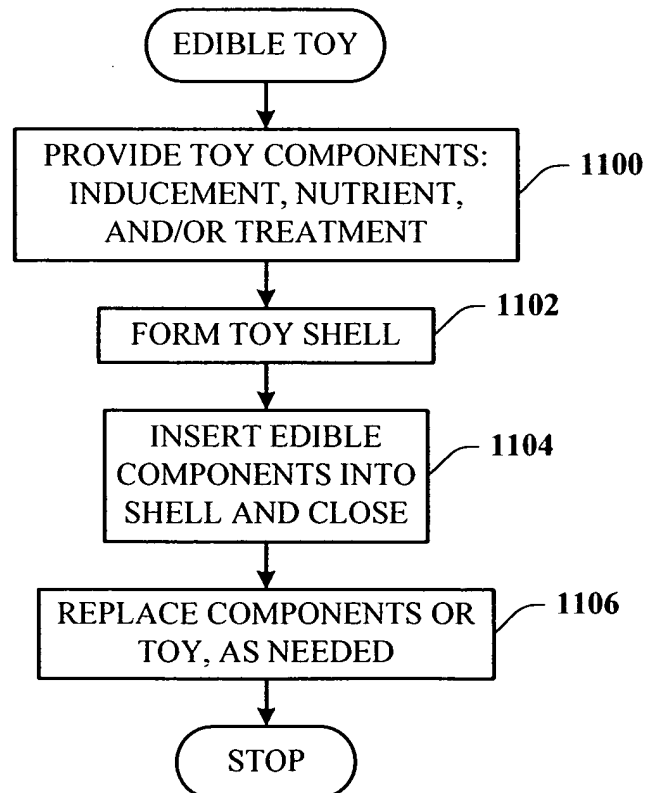 EDIBLE TOY
PROVIDE TOY COMPONENTS:
INDUCEMENT, NUTRIENT,
AND/OR TREATMENT
1100
FORM TOY SHELL
1102
INSERT EDIBLE
COMPONENTS INTO
SHELL AND CLOSE
1104
REPLACE COMPONENTS OR
TOY, AS NEEDED
1106
STOP